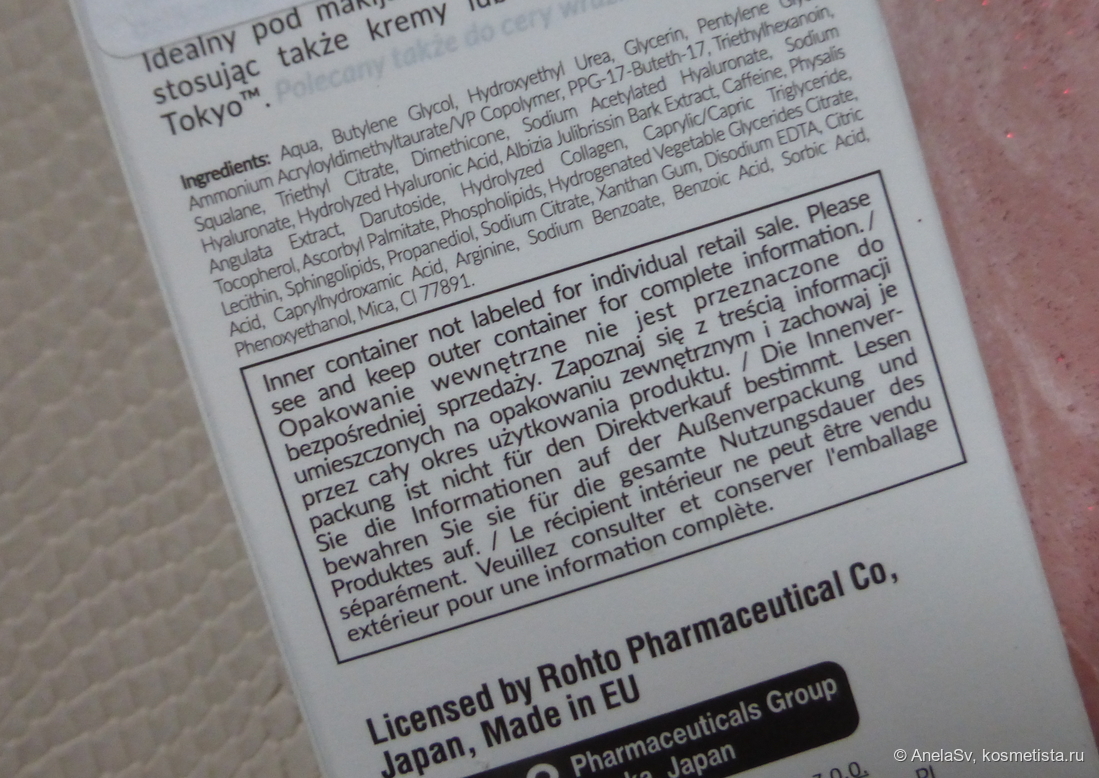 Idealny pod
stosując także kremy
Tokyo™. Polecany także do cery
Ingredients: Aqua, Butylene Glycol, Hydroxyethyl Urea, Glycerin, Pentylene
Ammonium Acryloyldimethyltaurate/VP Copolymer, PPG-17-Buteth-17, Triethylhexanoin,
Squalane, Triethyl Citrate, Dimethicone, Sodium Acetylated Hyaluronate, Sodium
Hyaluronate, Hydrolyzed Hyaluronic Acid, Albizia Julibrissin Bark Extract, Caffeine, Physalis
Angulata Extract, Darutoside, Hydrolyzed Collagen, Caprylic/Capric Triglyceride,
Tocopherol, Ascorbyl Palmitate, Phospholipids, Hydrogenated Vegetable Glycerides Citrate,
Lecithin, Sphingolipids, Propanediol, Sodium Citrate, Xanthan Gum, Disodium EDTA, Citric
Acid, Caprylhydroxamic Acid, Arginine, Sodium Benzoate, Benzoic Acid, Sorbic Acid,
Phenoxyethanol, Mica, CI 77891.
Inner container not labeled for individual retail sale. Please
see and keep outer container for complete information. /
Opakowanie wewnętrzne nie jest przeznaczone do
bezpośredniej sprzedaży. Zapoznaj się z treścią informacji
umieszczonych na opakowaniu zewnętrznym i zachowaj je
przez cały okres użytkowania produktu. / Die Innenver-
packung ist nicht für den Direktverkauf bestimmt. Lesen
Sie die Informationen auf der Außenverpackung und
bewahren Sie sie für die gesamte Nutzungsdauer des
Produktes auf. / Le récipient intérieur ne peut être vendu
séparément. Veuillez consulter et conserver l'emballage
extérieur pour une information complète.
Licensed by Rohto Pharmaceutical Co,
Japan, Made in EU
Pharmaceuticals Group
Japan
© AnelaSv, kosmetista.ru